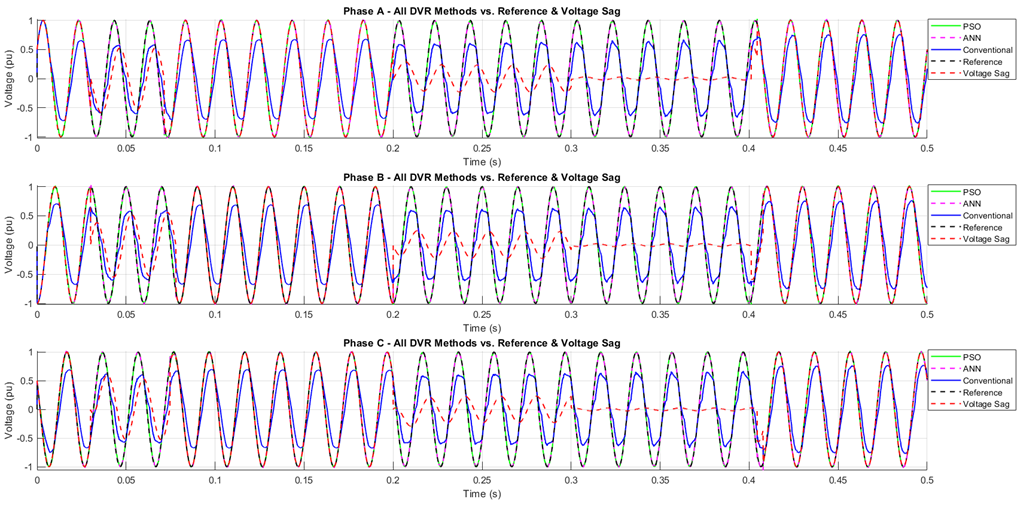 Phase A - All DVR Methods vs. Reference & Voltage Sag
Voltage (pu)
1
0.5
0
-0.5
-1
0 0.05 0.1 0.15 0.2 0.25 0.3 0.35 0.4 0.45 0.5
Time (s)
PSO
ANN
Conventional
Reference
Voltage Sag
Phase B - All DVR Methods vs. Reference & Voltage Sag
Voltage (pu)
1
0.5
0
-0.5
-1
0 0.05 0.1 0.15 0.2 0.25 0.3 0.35 0.4 0.45 0.5
Time (s)
PSO
ANN
Conventional
Reference
Voltage Sag
Phase C - All DVR Methods vs. Reference & Voltage Sag
Voltage (pu)
1
0.5
0
-0.5
-1
0 0.05 0.1 0.15 0.2 0.25 0.3 0.35 0.4 0.45 0.5
Time (s)
PSO
ANN
Conventional
Reference
Voltage Sag